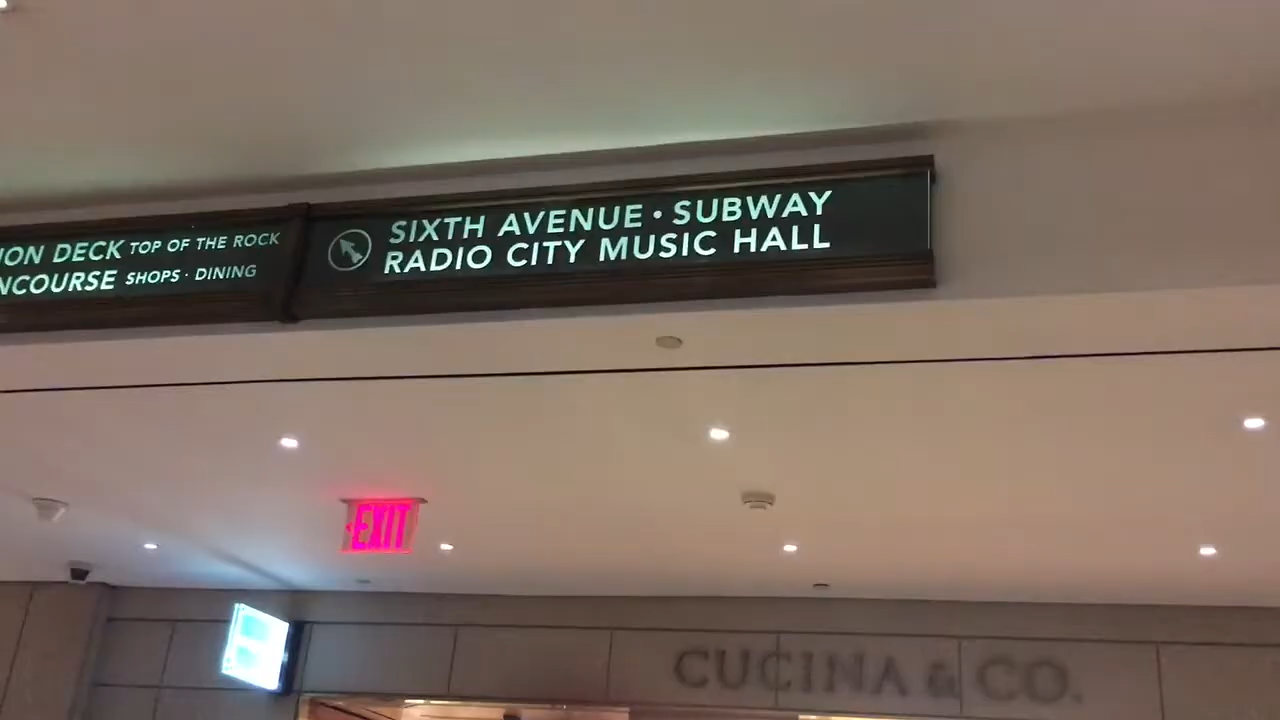 ION DECK TOP OF THE ROCK
NCOURSE SHOPS · DINING
SIXTH AVENUE · SUBWAY
RADIO CITY MUSIC HALL
EXIT
CUCINA & CO.